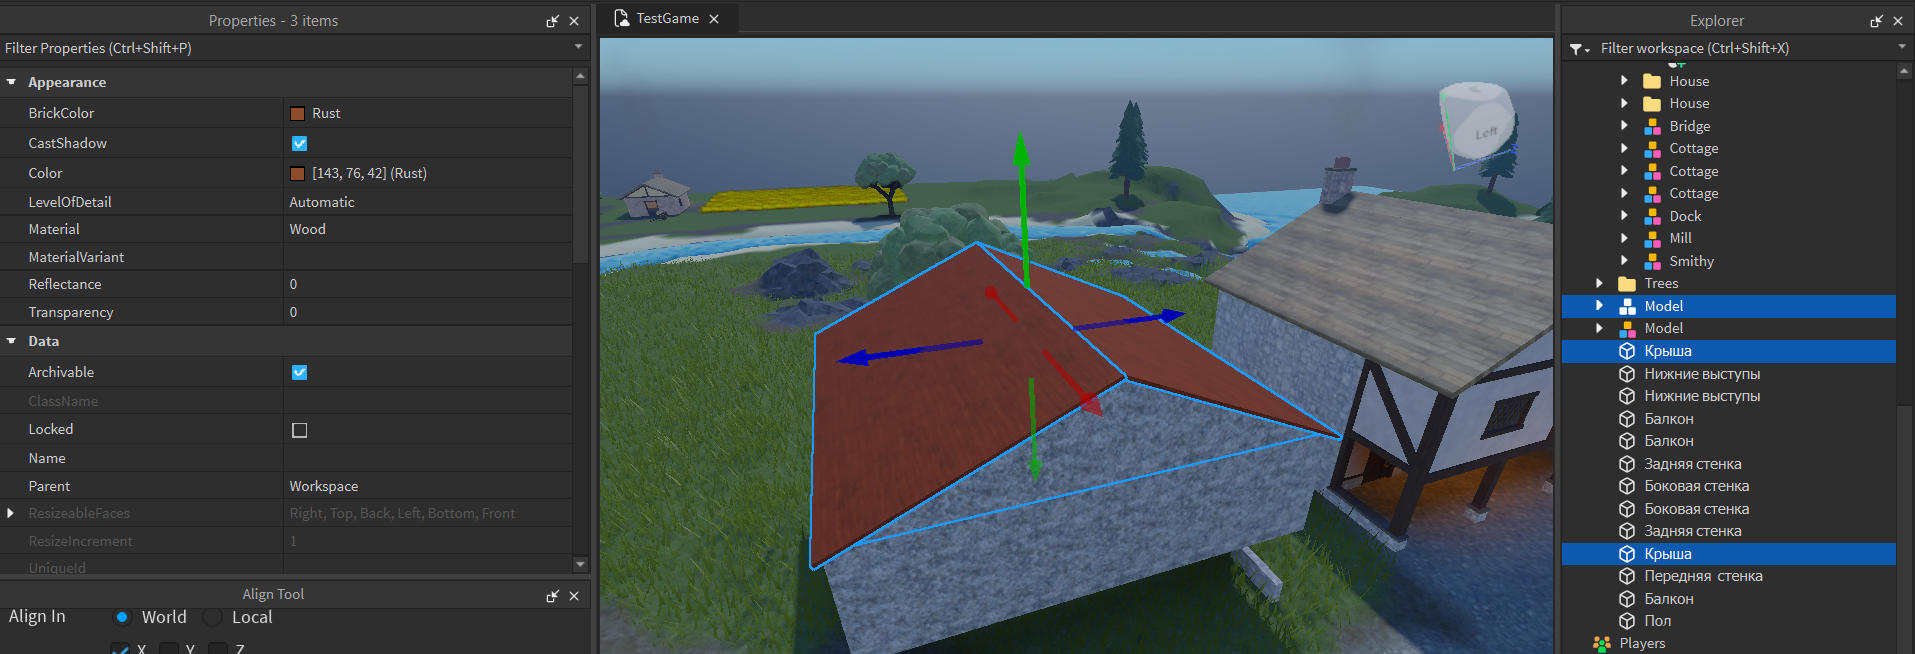 Properties - 3 items
Filter Properties (Ctrl+Shift+P)
Appearance
BrickColor Rust
CastShadow
Color [143, 76, 42] (Rust)
LevelOfDetail Automatic
Material Wood
MaterialVariant
Reflectance 0
Transparency 0
Data
Archivable
ClassName
Locked
Name
Parent Workspace
ResizeableFaces Right, Top, Back, Left, Bottom, Front
ResizeIncrement 1
UniqueId
Align Tool
Align In World Local
X Y Z
TestGame
Left
Explorer
Filter workspace (Ctrl+Shift+X)
House
House
Bridge
Cottage
Cottage
Cottage
Dock
Mill
Smithy
Trees
Model
Model
Крыша
Нижние выступы
Нижние выступы
Балкон
Балкон
Задняя стенка
Боковая стенка
Боковая стенка
Задняя стенка
Крыша
Передняя стенка
Балкон
Пол
Players